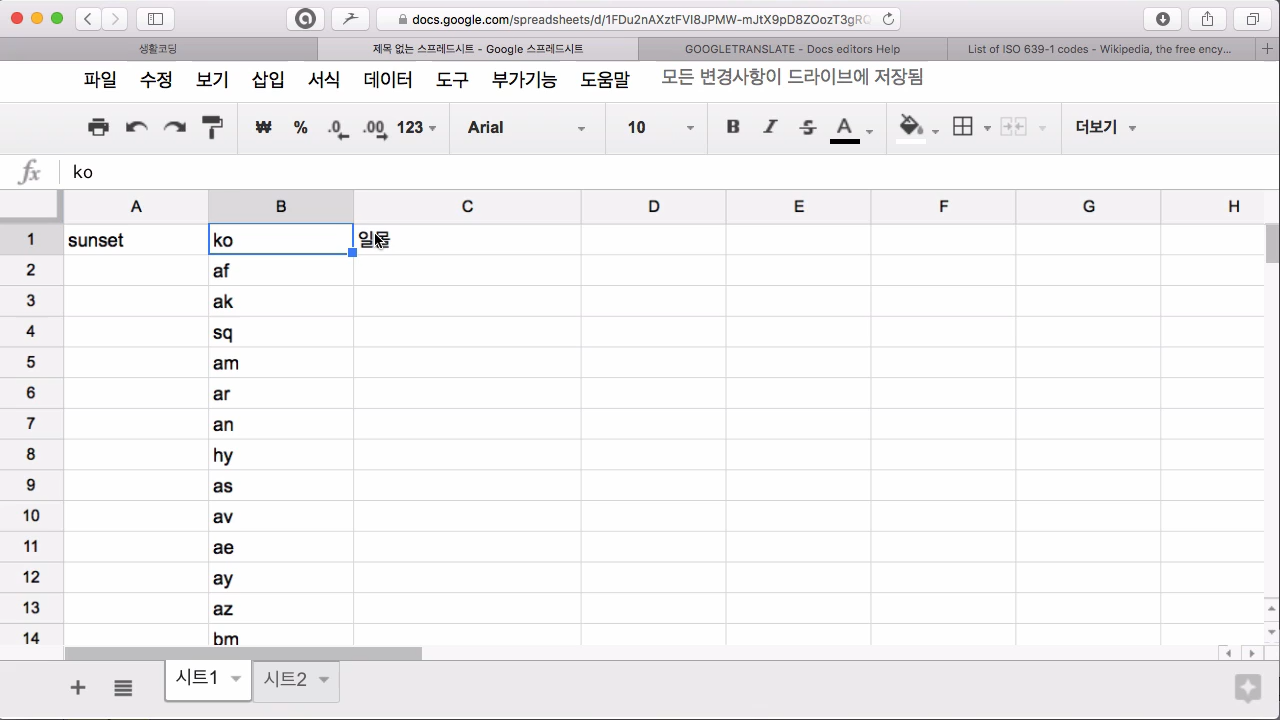 docs.google.com/spreadsheets/d/1FDu2nAXztFVl8JPMW-mJtX9pD8ZOozT3gRC
생활코딩 제목 없는 스프레드시트 - Google 스프레드시트 GOOGLETRANSLATE - Docs editors Help List of ISO 639-1 codes - Wikipedia, the free ency...
파일 수정 보기 삽입 서식 데이터 도구 부가기능 도움말 모든 변경사항이 드라이브에 저장됨
₩ % .0 .00 123 Arial 10 B I S A 더보기
fx ko
A B C D E F G H
1 sunset ko 일몰
2 af
3 ak
4 sq
5 am
6 ar
7 an
8 hy
9 as
10 av
11 ae
12 ay
13 az
14 bm
시트1 시트2